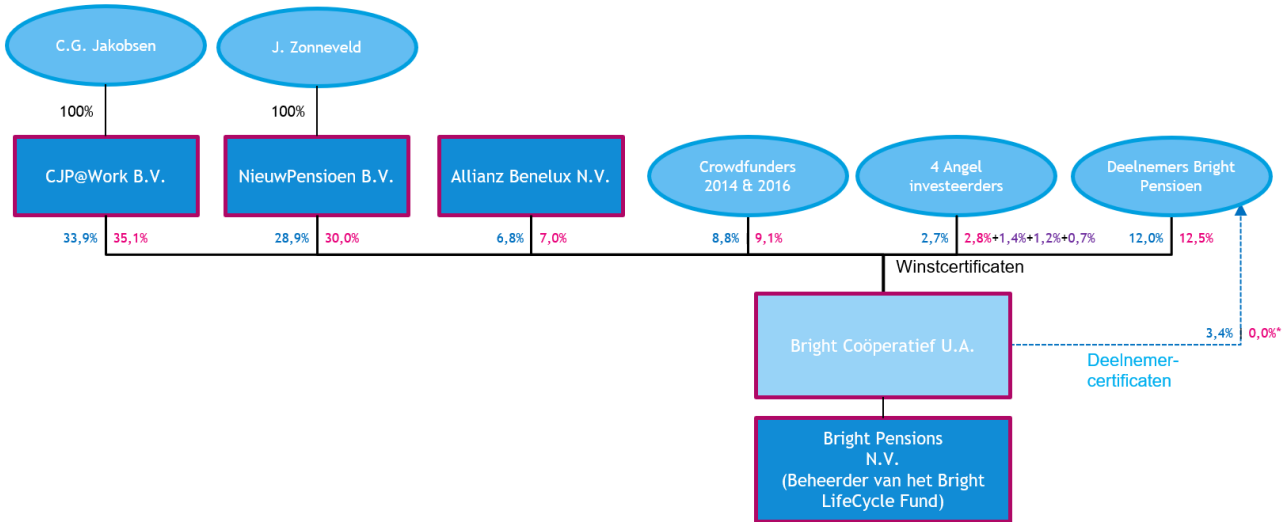 C.G. Jakobsen
J. Zonneveld
100%
100%
CJP@Work B.V.
NieuwPensioen B.V.
Allianz Benelux N.V.
Crowdfunders
2014 & 2016
4 Angel
investeerders
Deelnemers Bright
Pensioen
33,9% 35,1%
28,9% 30,0%
6,8% 7,0%
8,8% 9,1%
2,7% 2,8%+1,4%+1,2%+0,7%
12,0% 12,5%
Winstcertificaten
Bright Coöperatief U.A.
3,4% 0,0%*
Deelnemer-
certificaten
Bright Pensions
N.V.
(Beheerder van het Bright
LifeCycle Fund)